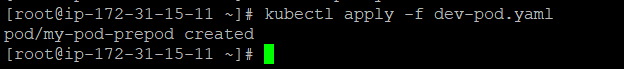 [root@ip-172-31-15-11 ~]# kubectl apply -f dev-pod.yaml
pod/my-pod-prepod created
[root@ip-172-31-15-11 ~]#